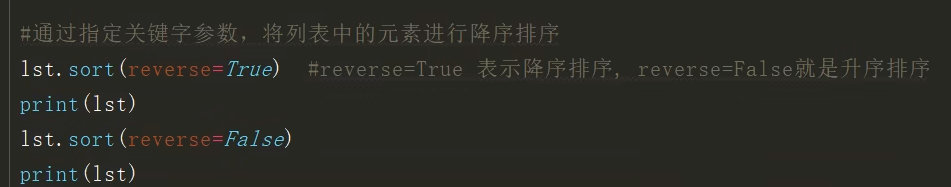 #通过指定关键字参数，将列表中的元素进行降序排序
lst.sort(reverse=True)  #reverse=True 表示降序排序, reverse=False就是升序排序
print(lst)
lst.sort(reverse=False)
print(lst)